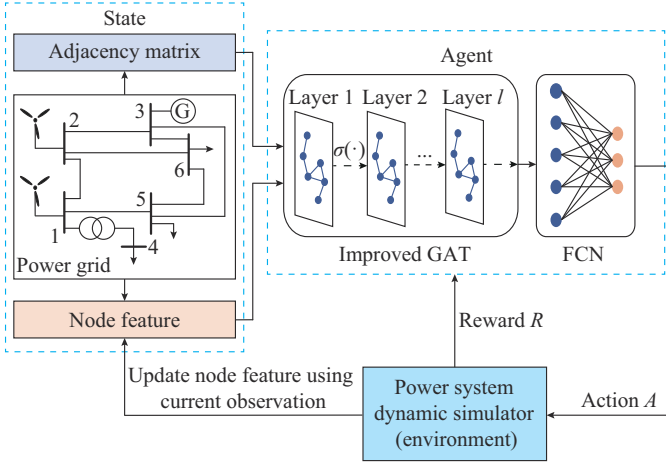 State
Adjacency matrix
2
3
G
6
5
1
4
Power grid
Node feature
Agent
Layer 1
Layer 2
Layer l
σ(·)
...
Improved GAT
FCN
Reward R
Update node feature using
current observation
Power system
dynamic simulator
(environment)
Action A